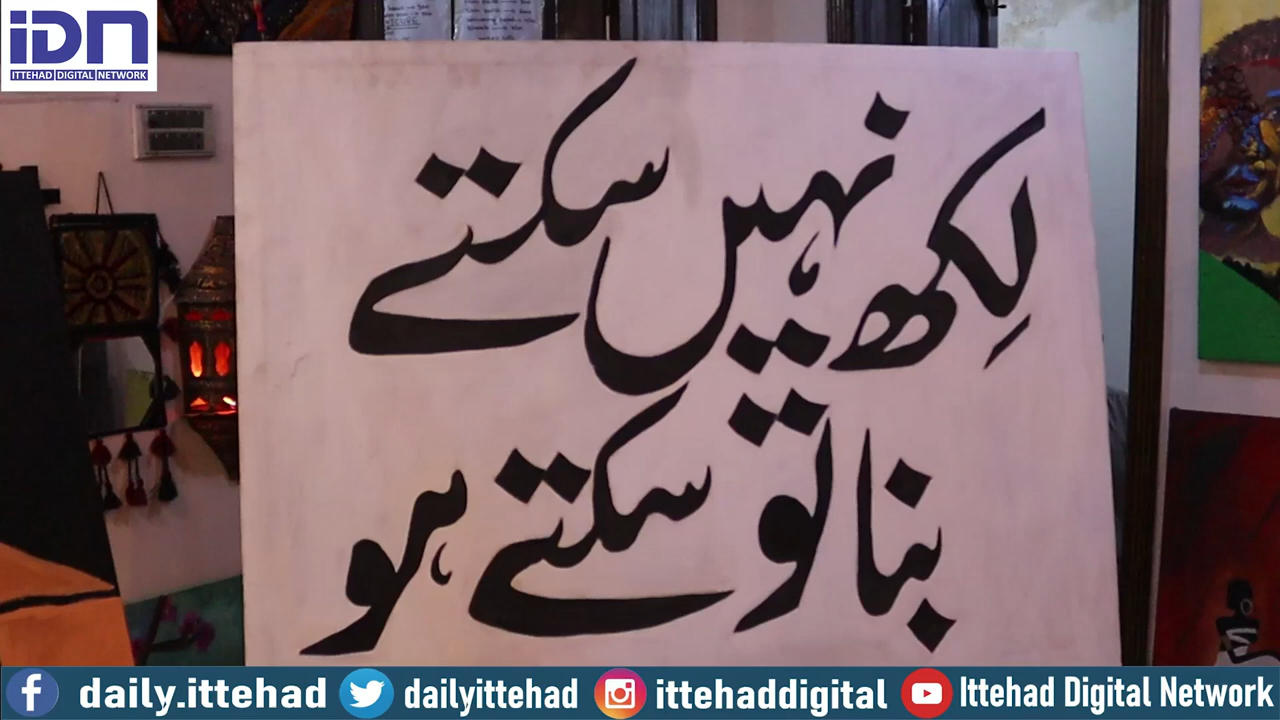 iDN
ITTEHAD DIGITAL NETWORK
لِکھ نہیں سکتے
بنا تو سکتے ہو
daily.ittehad
dailyittehad
ittehaddigital
Ittehad Digital Network